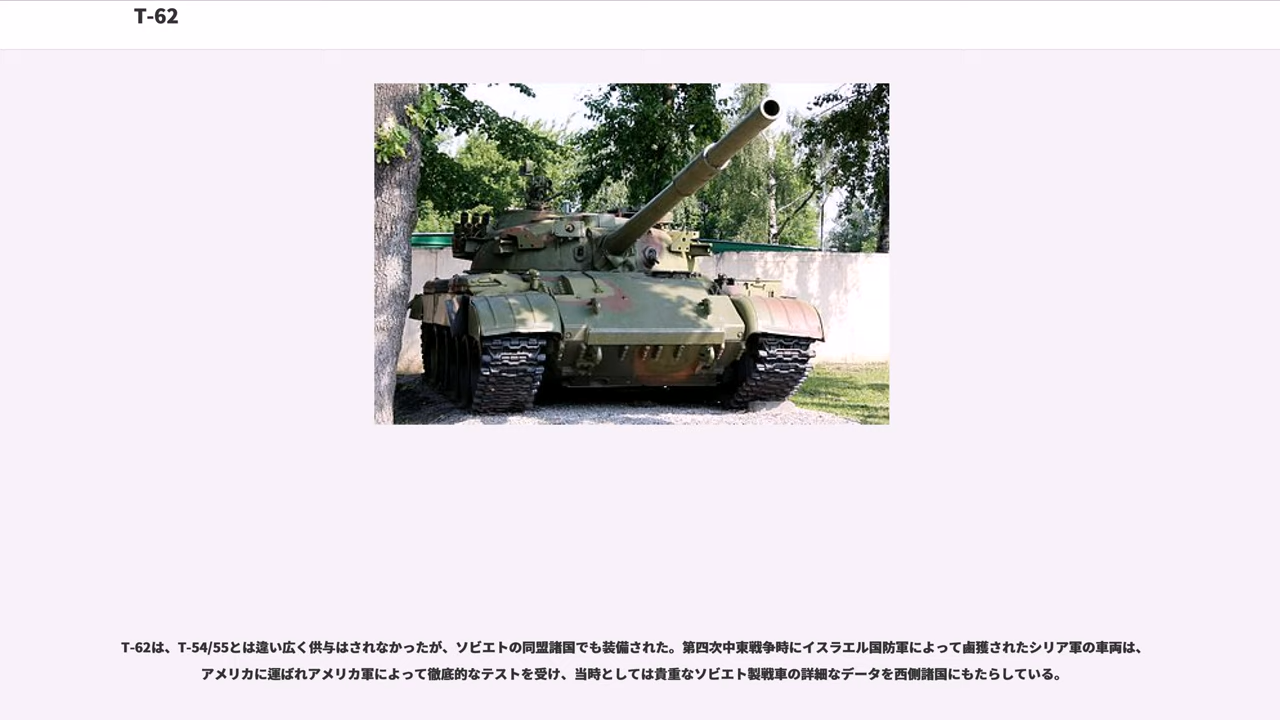 T-62
T-62は、T-54/55とは違い広く供与はされなかったが、ソビエトの同盟諸国でも装備された。第四次中東戦争時にイスラエル国防軍によって鹵獲されたシリア軍の車両は、
アメリカに運ばれアメリカ軍によって徹底的なテストを受け、当時としては貴重なソビエト製戦車の詳細なデータを西側諸国にもたらしている。